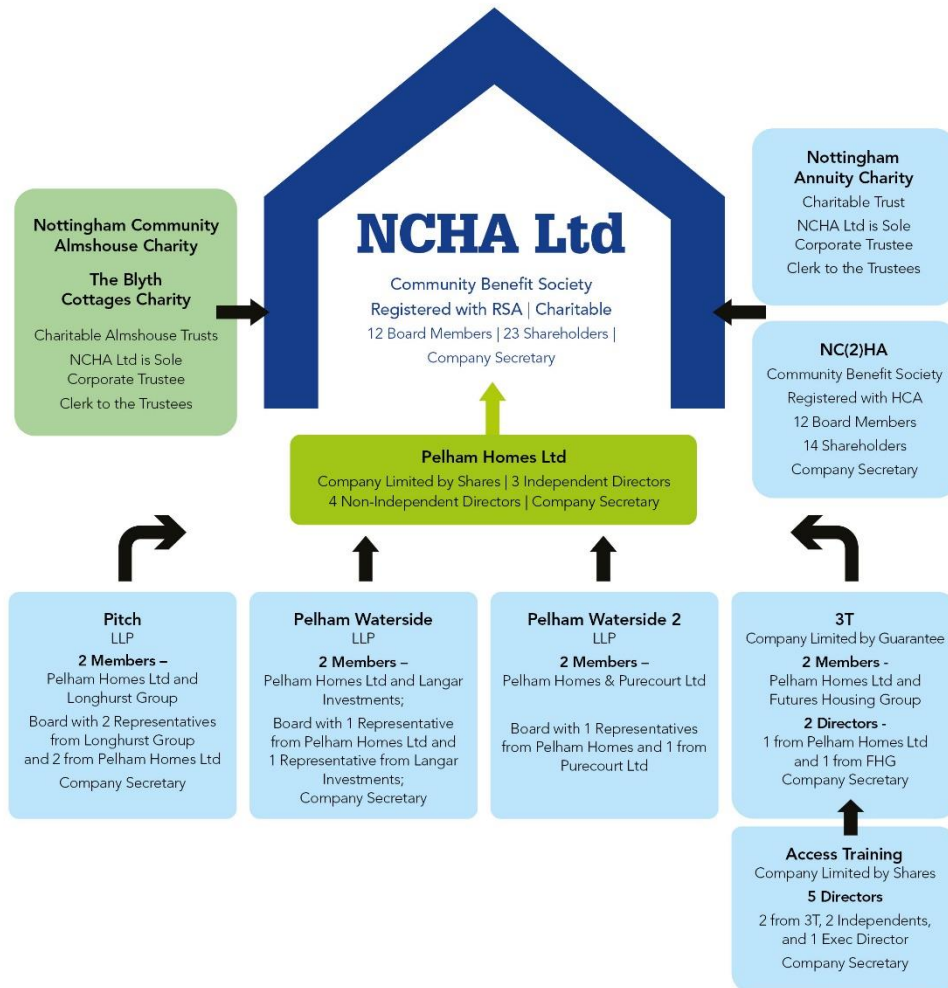 NCHA Ltd
Community Benefit Society
Registered with RSA | Charitable
12 Board Members | 23 Shareholders |
Company Secretary
Nottingham Community
Almshouse Charity
The Blyth
Cottages Charity
Charitable Almshouse Trusts
NCHA Ltd is Sole
Corporate Trustee
Clerk to the Trustees
Nottingham
Annuity Charity
Charitable Trust
NCHA Ltd is Sole
Corporate Trustee
Clerk to the Trustees
NC(2)HA
Community Benefit Society
Registered with HCA
12 Board Members
14 Shareholders
Company Secretary
Pelham Homes Ltd
Company Limited by Shares | 3 Independent Directors
4 Non-Independent Directors | Company Secretary
Pitch
LLP
2 Members –
Pelham Homes Ltd and
Longhurst Group
Board with 2 Representatives
from Longhurst Group
and 2 from Pelham Homes Ltd
Company Secretary
Pelham Waterside
LLP
2 Members –
Pelham Homes Ltd and Langar
Investments;
Board with 1 Representative
from Pelham Homes Ltd and
1 Representative from Langar
Investments;
Company Secretary
Pelham Waterside 2
LLP
2 Members –
Pelham Homes & Purecourt Ltd
Board with 1 Representatives
from Pelham Homes and 1 from
Purecourt Ltd
3T
Company Limited by Guarantee
2 Members -
Pelham Homes Ltd and
Futures Housing Group
2 Directors -
1 from Pelham Homes Ltd
and 1 from FHG
Company Secretary
Access Training
Company Limited by Shares
5 Directors
2 from 3T, 2 Independents,
and 1 Exec Director
Company Secretary